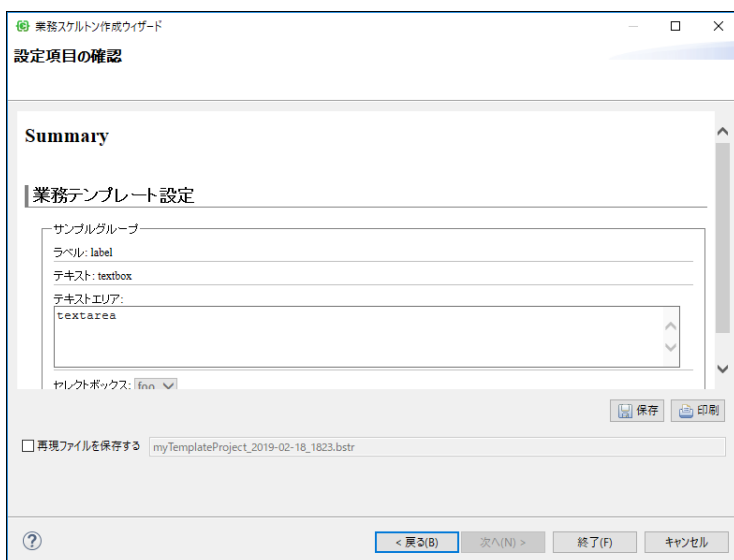 業務スケルトン作成ウィザード
設定項目の確認
Summary
業務テンプレート設定
サンプルグループ
ラベル: label
テキスト: textbox
テキストエリア:
textarea
セレクトボックス: foo
保存 印刷
再現ファイルを保存する myTemplateProject_2019-02-18_1823.bstr
< 戻る(B) 次へ(N) > 終了(F) キャンセル